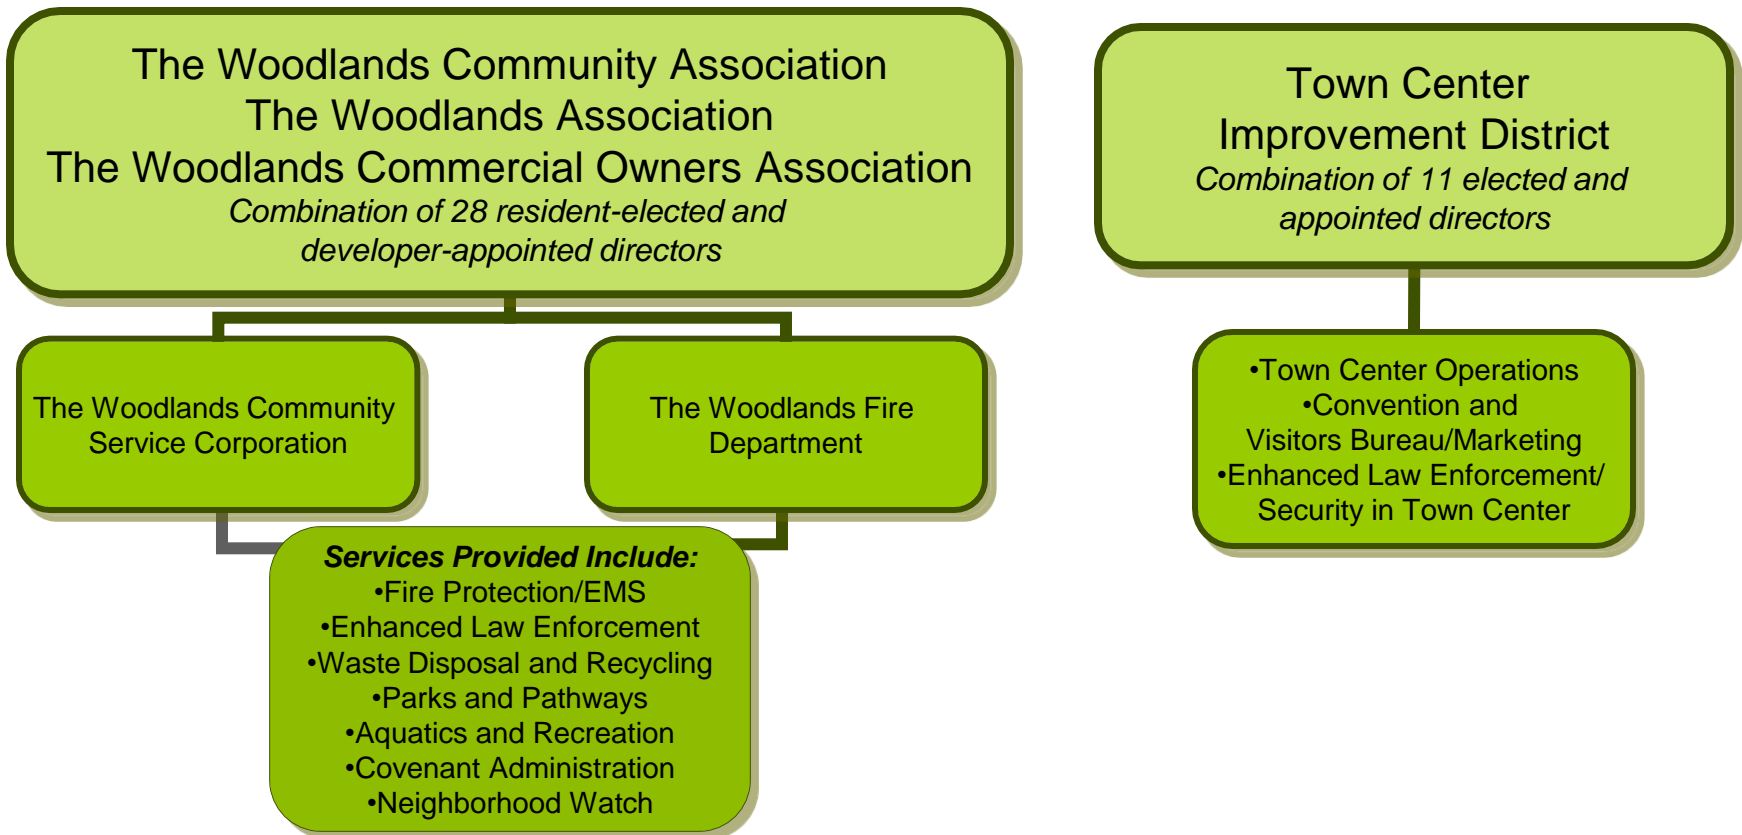 The Woodlands Community Association
The Woodlands Association
The Woodlands Commercial Owners Association
Combination of 28 resident-elected and
developer-appointed directors
Town Center
Improvement District
Combination of 11 elected and
appointed directors
The Woodlands Community
Service Corporation
The Woodlands Fire
Department
•Town Center Operations
•Convention and
Visitors Bureau/Marketing
•Enhanced Law Enforcement/
Security in Town Center
Services Provided Include:
•Fire Protection/EMS
•Enhanced Law Enforcement
•Waste Disposal and Recycling
•Parks and Pathways
•Aquatics and Recreation
•Covenant Administration
•Neighborhood Watch